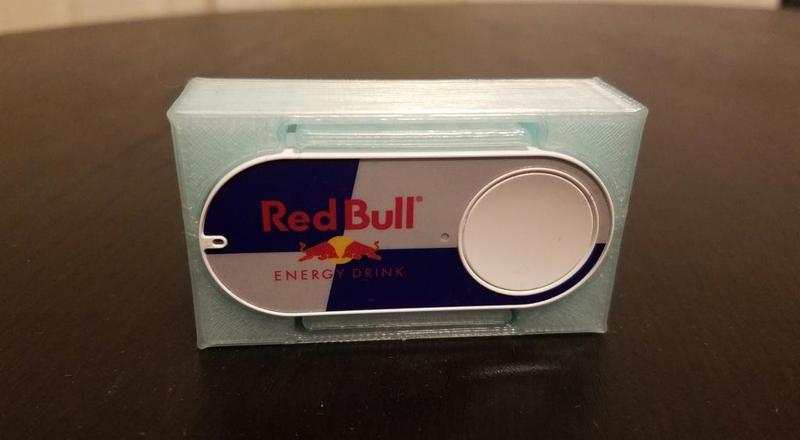 Red Bull®
ENERGY DRINK